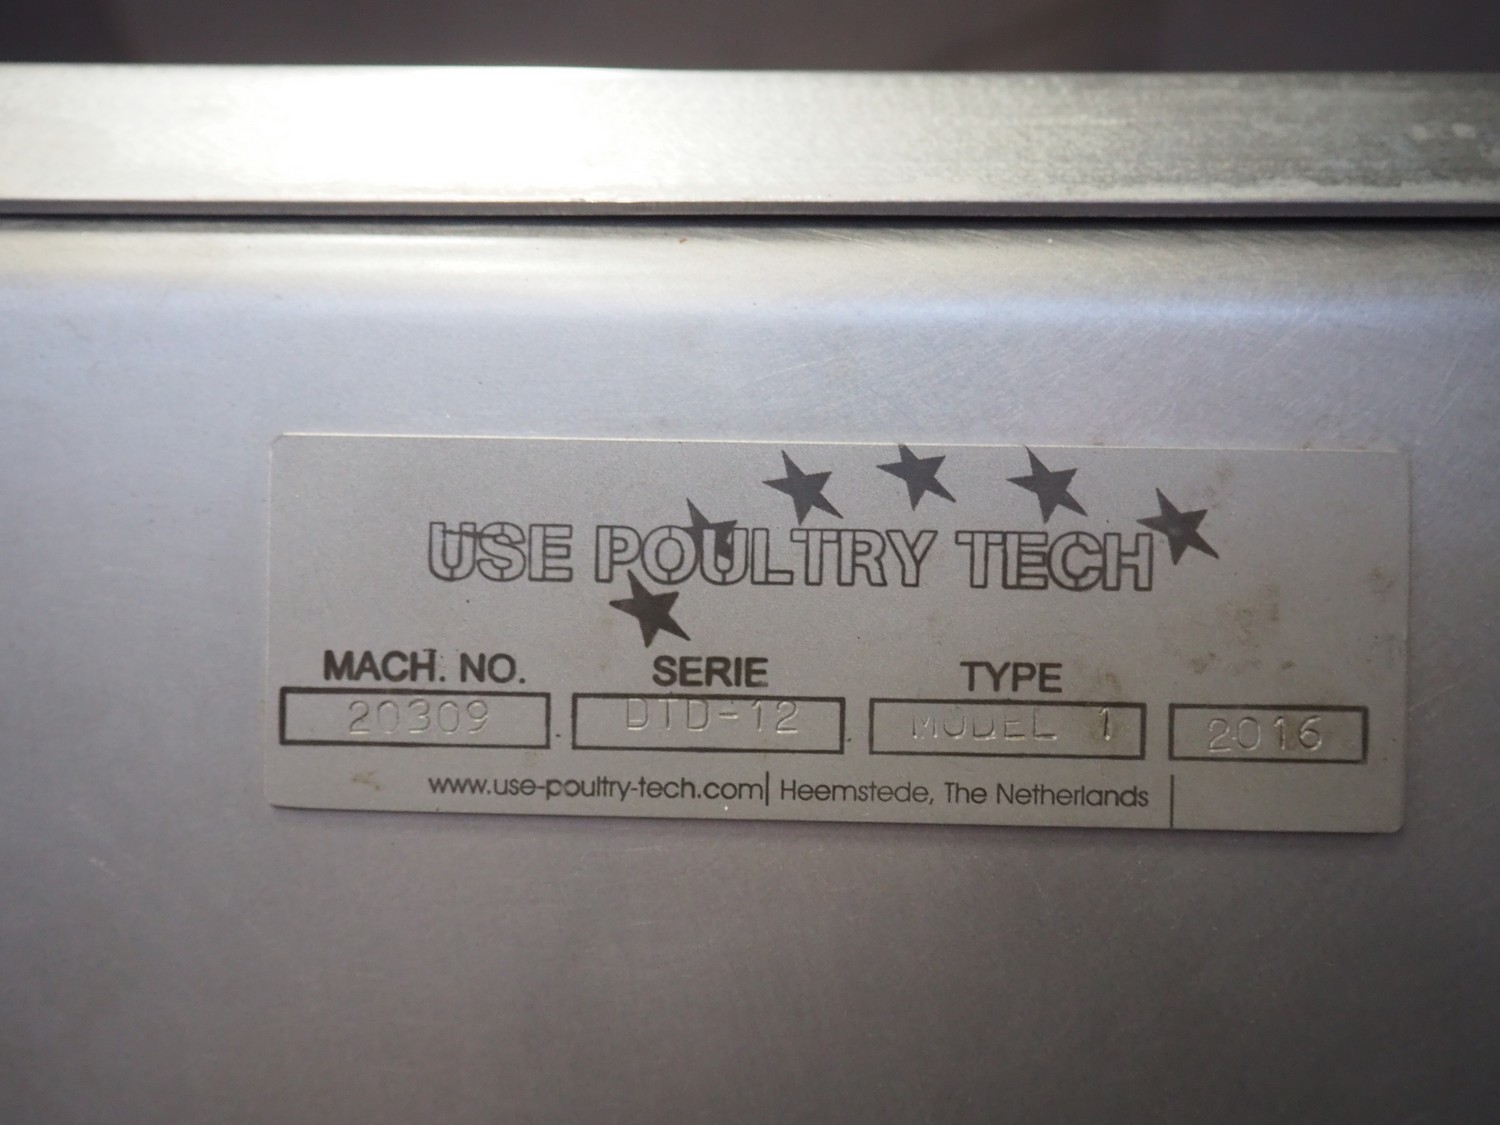 USE POULTRY TECH
MACH. NO. SERIE TYPE
20309 DTD-12 MODEL 1 2016
www.use-poultry-tech.com| Heemstede, The Netherlands